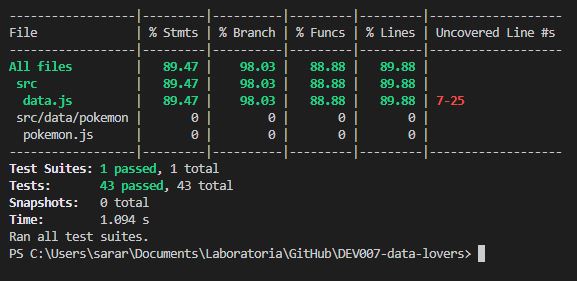 ------------------|---------|----------|---------|---------|-------------------
File              | % Stmts | % Branch | % Funcs | % Lines | Uncovered Line #s
------------------|---------|----------|---------|---------|-------------------
All files         |   89.47 |    98.03 |   88.88 |   89.88 |
 src              |   89.47 |    98.03 |   88.88 |   89.88 |
  data.js         |   89.47 |    98.03 |   88.88 |   89.88 | 7-25
 src/data/pokemon |       0 |        0 |       0 |       0 |
  pokemon.js      |       0 |        0 |       0 |       0 |
------------------|---------|----------|---------|---------|-------------------
Test Suites: 1 passed, 1 total
Tests:       43 passed, 43 total
Snapshots:   0 total
Time:        1.094 s
Ran all test suites.
PS C:\Users\sarar\Documents\Laboratoria\GitHub\DEV007-data-lovers>